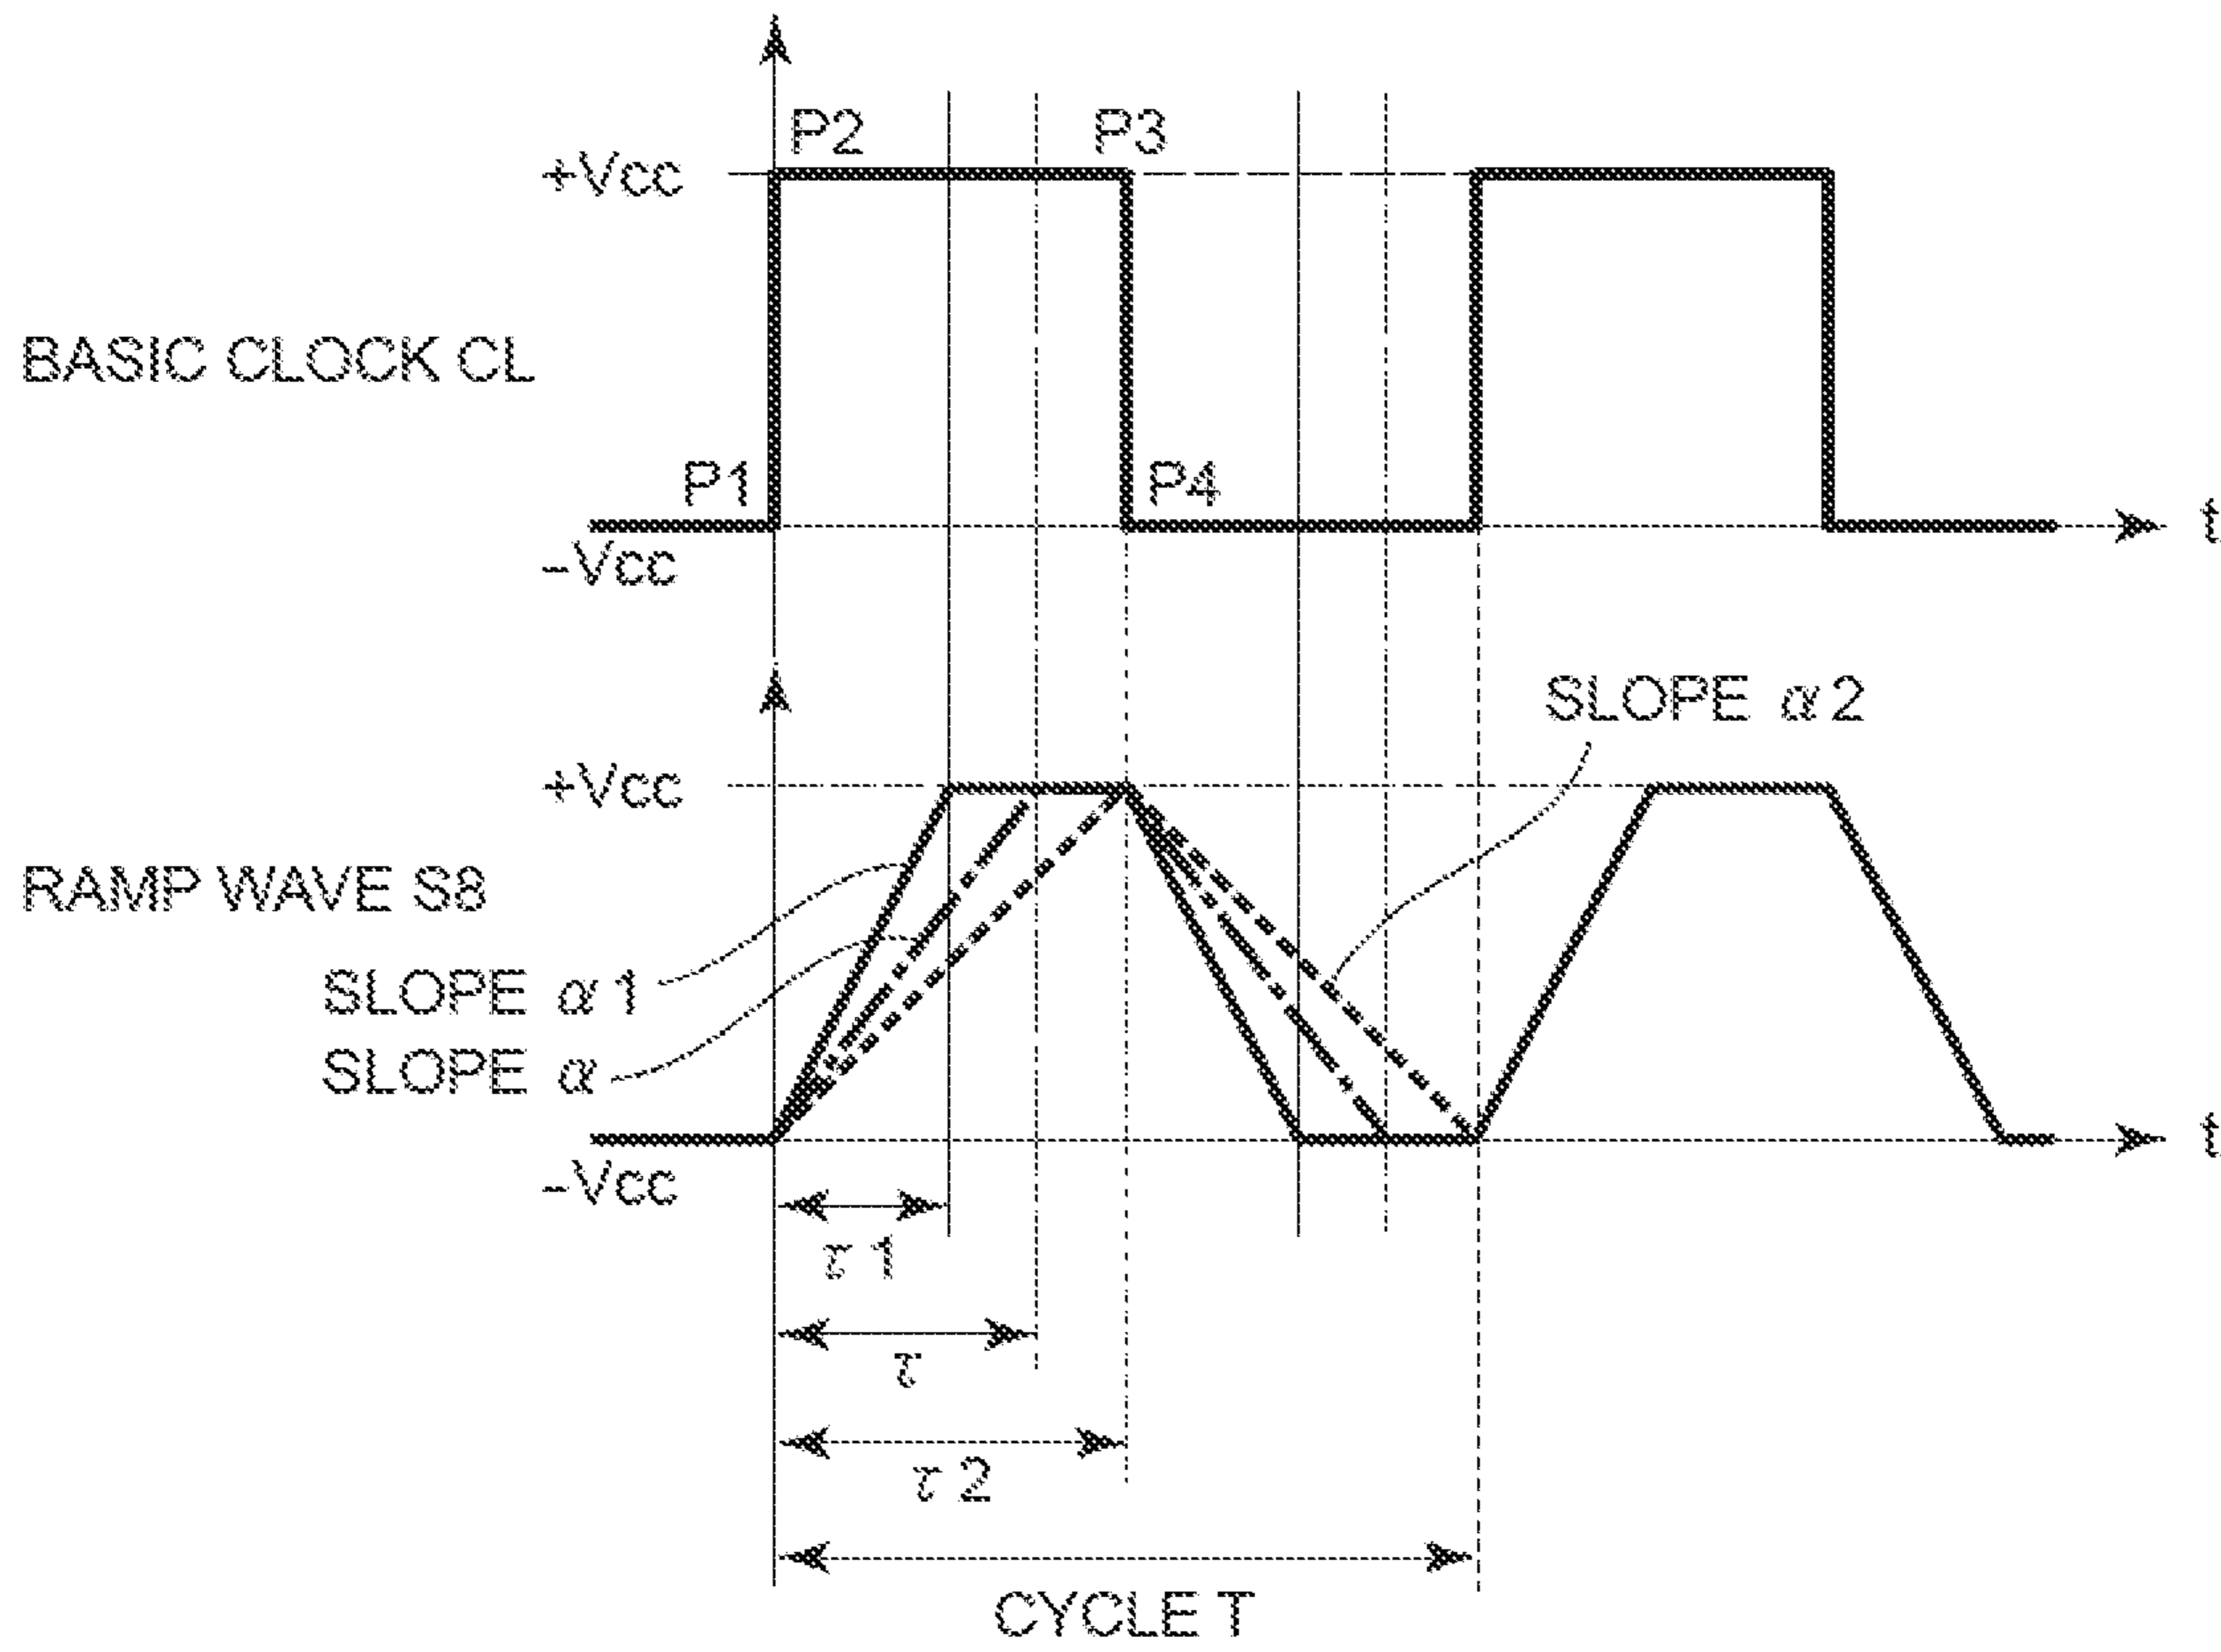 P2
P3
+Vcc
BASIC CLOCK CL
P1
P4
t
−Vcc
SLOPE α2
+Vcc
RAMP WAVE S8
SLOPE α1
SLOPE α
t
−Vcc
τ1
τ
τ2
CYCLE T